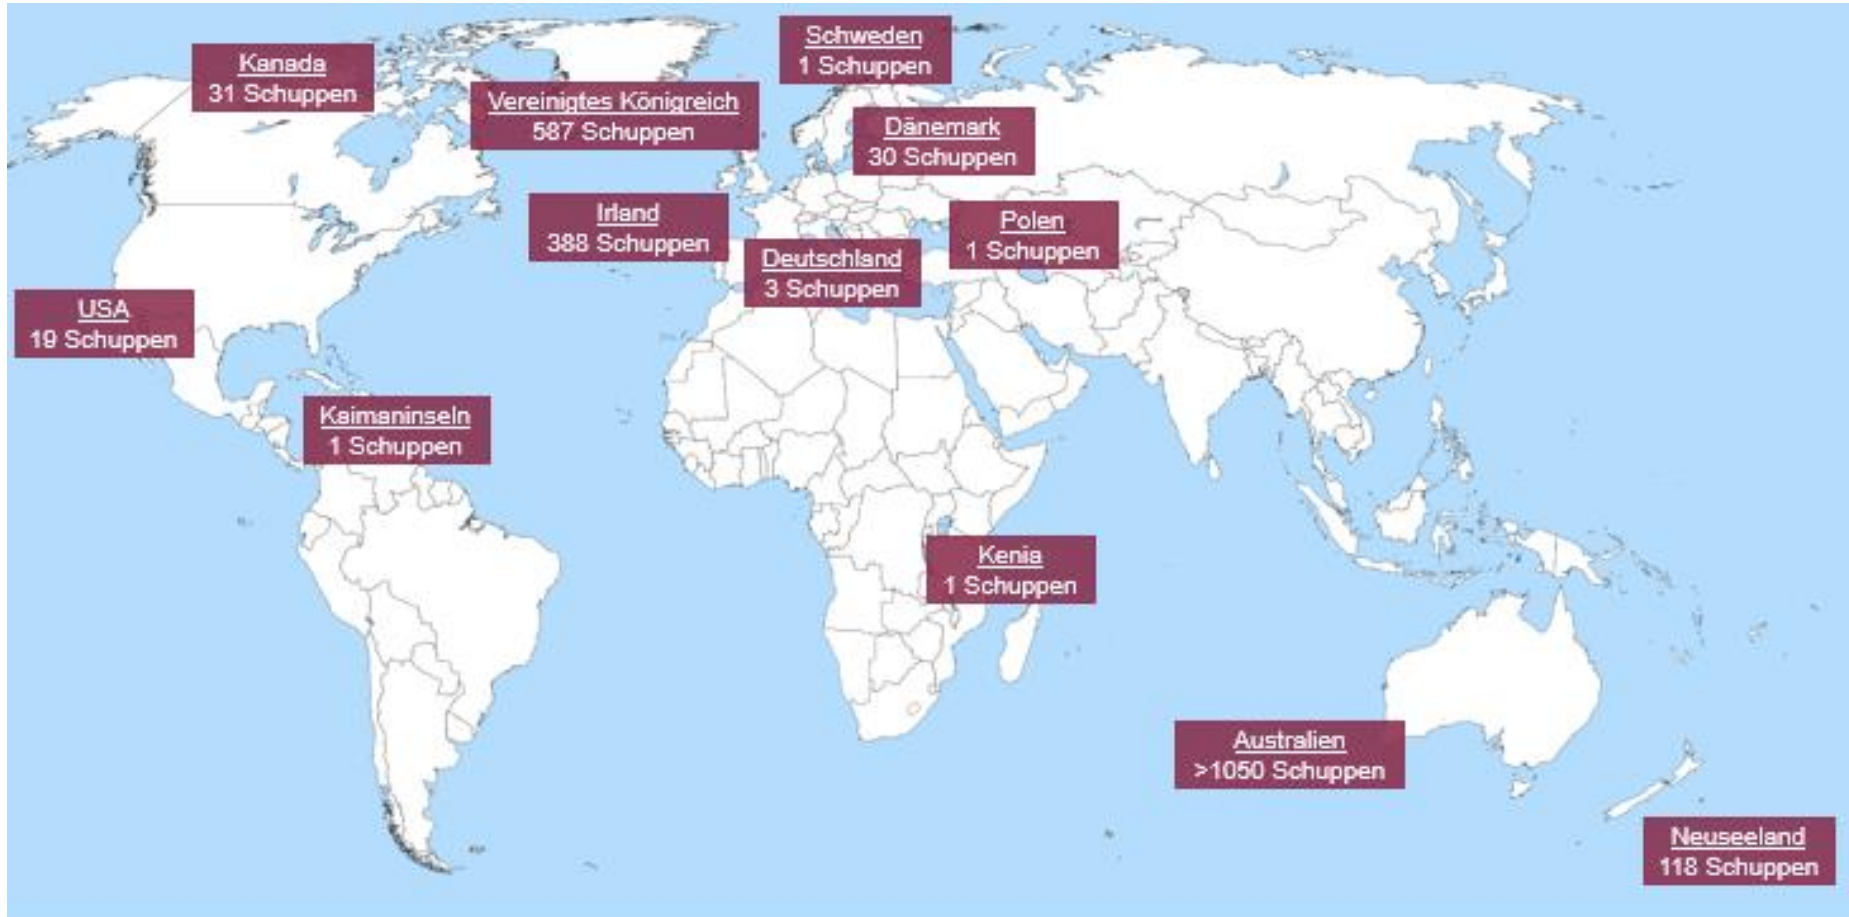 Schweden
1 Schuppen
Kanada
31 Schuppen
Vereinigtes Königreich
587 Schuppen
Dänemark
30 Schuppen
Irland
388 Schuppen
Polen
1 Schuppen
Deutschland
3 Schuppen
USA
19 Schuppen
Kaimaninseln
1 Schuppen
Kenia
1 Schuppen
Australien
>1050 Schuppen
Neuseeland
118 Schuppen